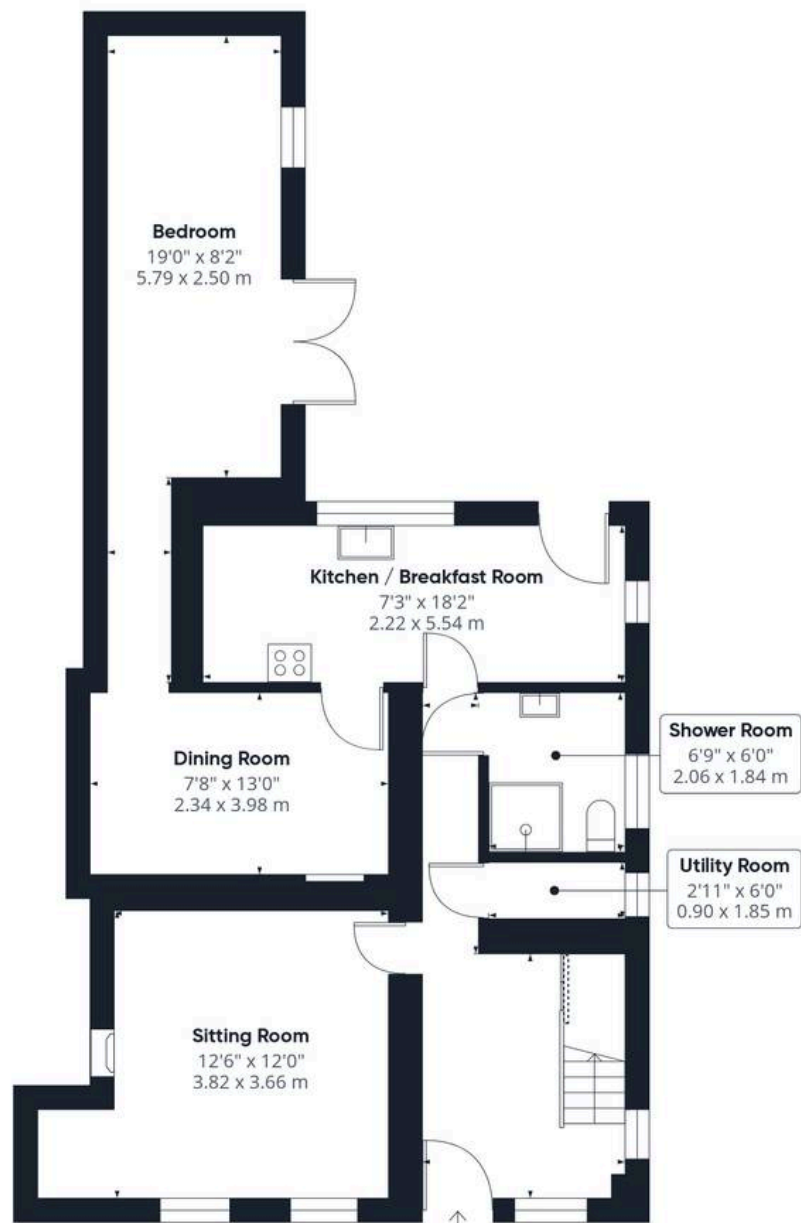 Bedroom
19'0" x 8'2"
5.79 x 2.50 m
Kitchen / Breakfast Room
7'3" x 18'2"
2.22 x 5.54 m
Shower Room
6'9" x 6'0"
2.06 x 1.84 m
Dining Room
7'8" x 13'0"
2.34 x 3.98 m
Utility Room
2'11" x 6'0"
0.90 x 1.85 m
Sitting Room
12'6" x 12'0"
3.82 x 3.66 m